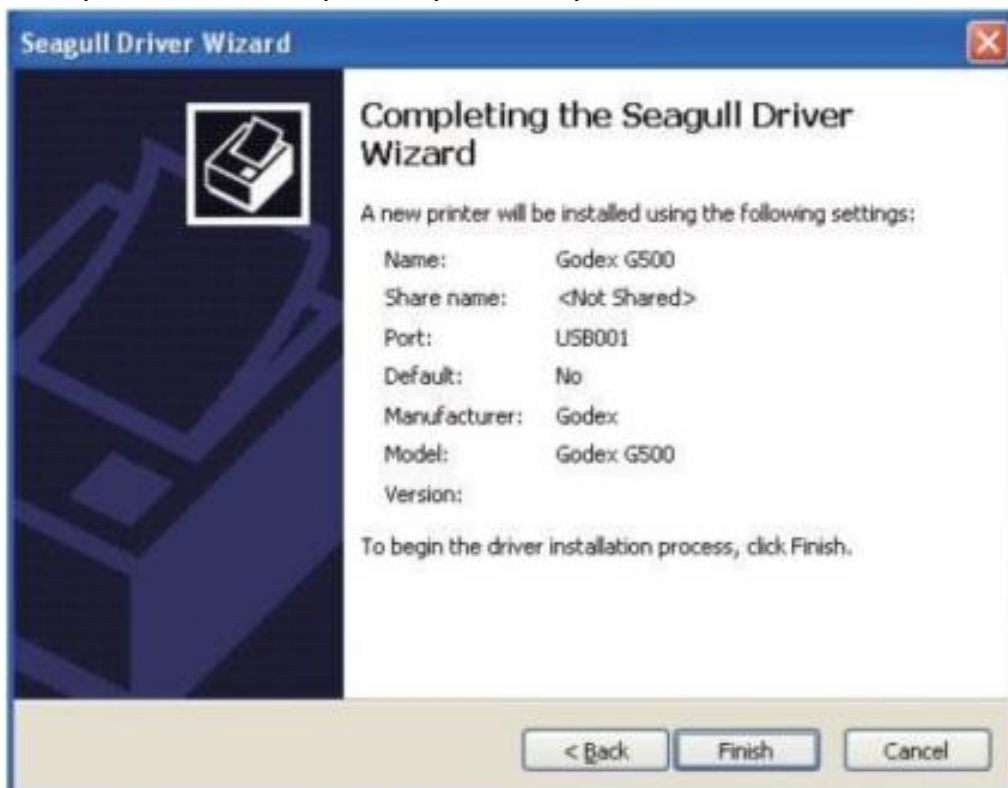 Seagull Driver Wizard
Completing the Seagull Driver
Wizard
A new printer will be installed using the following settings:
Name: Godex G500
Share name: <Not Shared>
Port: USB001
Default: No
Manufacturer: Godex
Model: Godex G500
Version:
To begin the driver installation process, click Finish.
< Back Finish Cancel